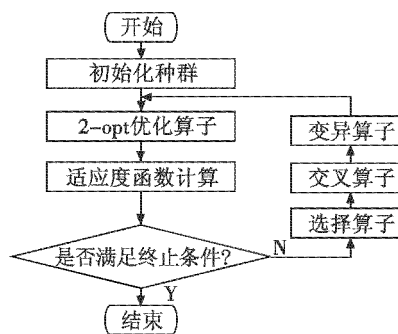 开始
初始化种群
2-opt优化算子
变异算子
适应度函数计算
交叉算子
选择算子
是否满足终止条件?
N
Y
结束